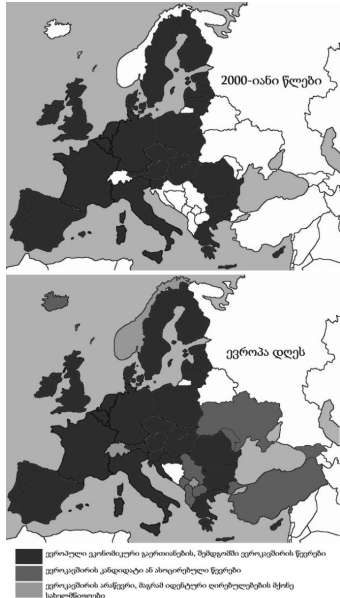 2000-იანი წლები
ევროპა დღეს
ევროპული ეკონომიკური გაერთიანების, შემდგომში ევროკავშირის წევრები
ევროკავშირის კანდიდატი ან ასოცირებული წევრები
ევროკავშირის არაწევრი, მაგრამ იდენტური ღირებულებების მქონე
სახელმწიფოები